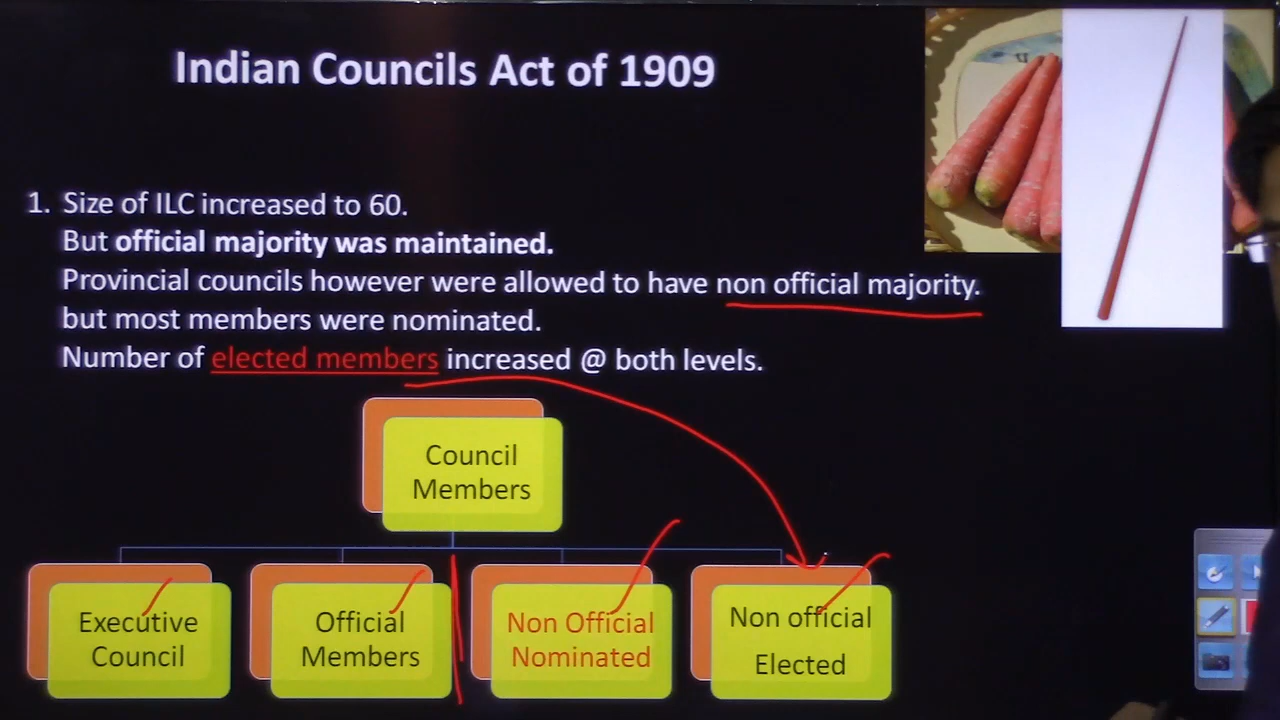 Indian Councils Act of 1909
1. Size of ILC increased to 60.
But official majority was maintained.
Provincial councils however were allowed to have non official majority.
but most members were nominated.
Number of elected members increased @ both levels.
Council
Members
Executive
Council
Official
Members
Non Official
Nominated
Non official
Elected